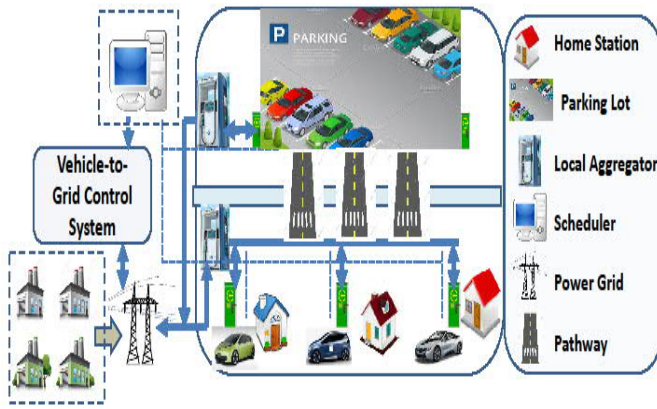 P PARKING
Vehicle-to-
Grid Control
System
Home Station
Parking Lot
Local Aggregator
Scheduler
Power Grid
Pathway